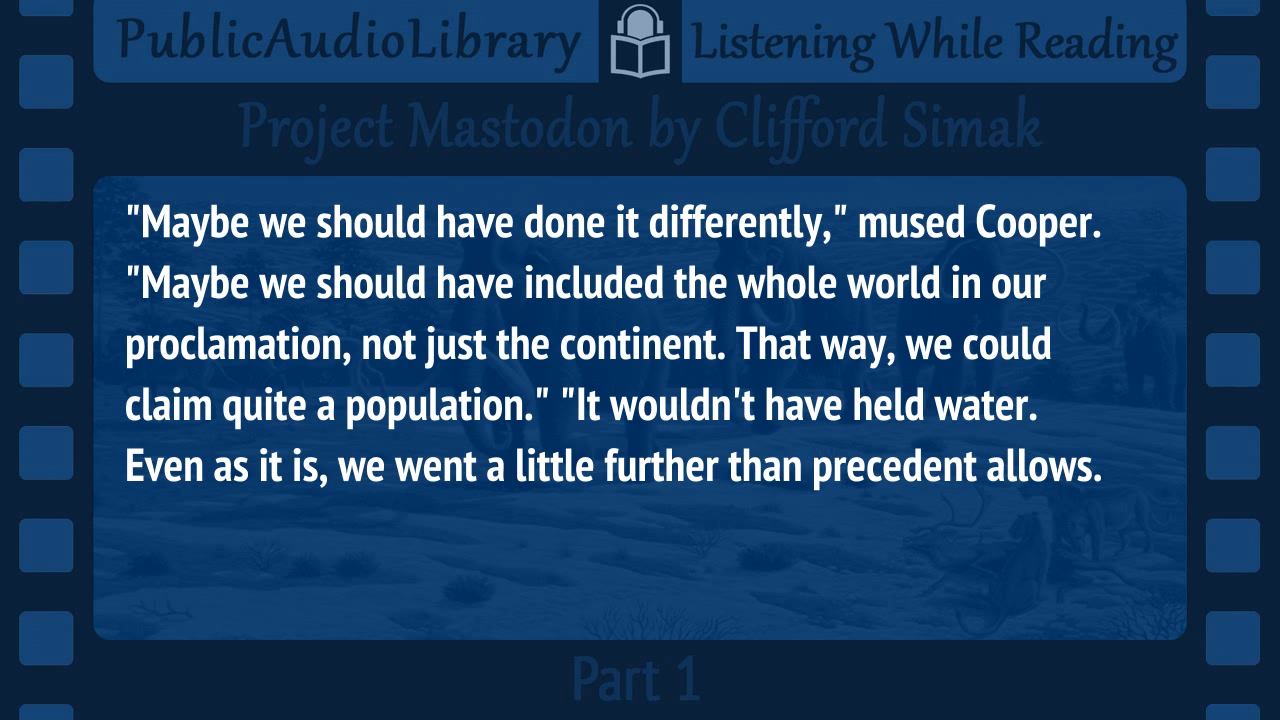 PublicAudioLibrary Listening While Reading
Project Mastodon by Clifford Simak
"Maybe we should have done it differently," mused Cooper.
"Maybe we should have included the whole world in our
proclamation, not just the continent. That way, we could
claim quite a population." "It wouldn't have held water.
Even as it is, we went a little further than precedent allows.
Part 1